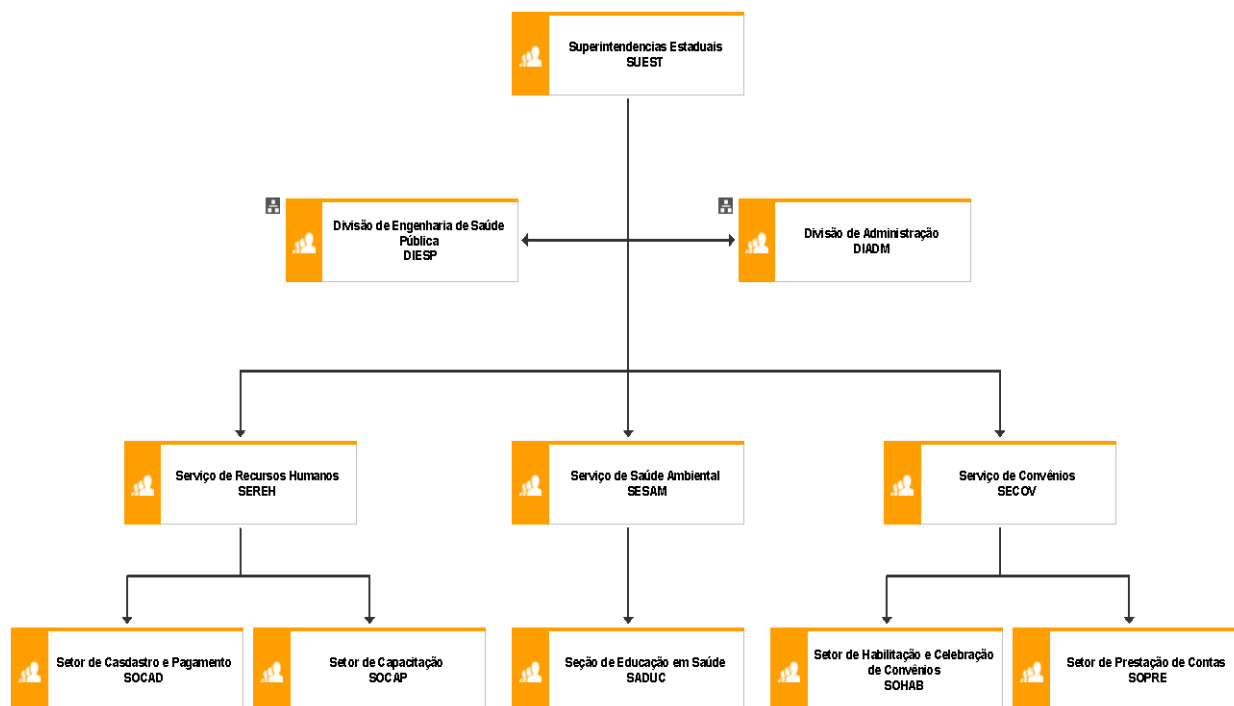 Superintendencias Estaduais
SUEST
Divisão de Engenharia de Saúde
Pública
DIESP
Divisão de Administração
DIADM
Serviço de Recursos Humanos
SEREH
Serviço de Saúde Ambiental
SESAM
Serviço de Convênios
SECOV
Setor de Casdastro e Pagamento
SOCAD
Setor de Capacitação
SOCAP
Seção de Educação em Saúde
SADUC
Setor de Habilitação e Celebração
de Convênios
SOHAB
Setor de Prestação de Contas
SOPRE